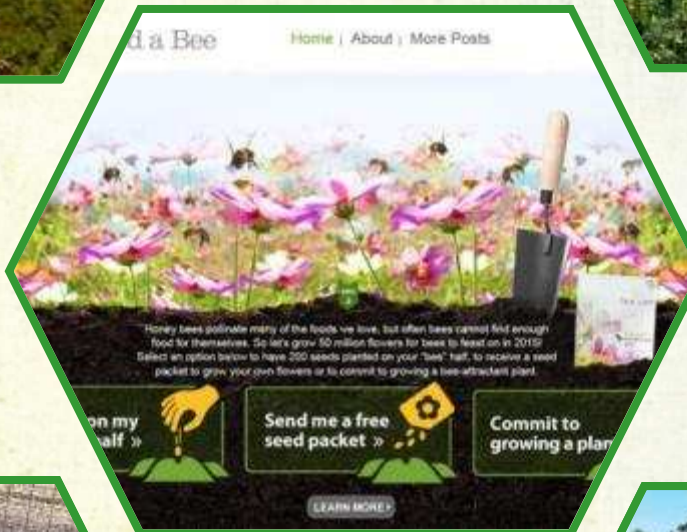 d a Bee
Home | About | More Posts
Honey bees pollinate many of the foods we love, but often bees cannot find enough
food for themselves. So let's grow 50 million flowers for bees to feast on in 2015!
Select an option below to have 200 seeds planted on your "bee" half, to receive a seed
packet to grow your own flowers or to commit to growing a bee-attractant plant.
on my
alf »
Send me a free
seed packet »
Commit to
growing a plan
LEARN MORE>